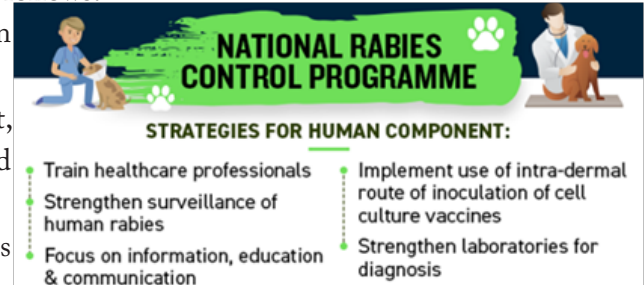 NATIONAL RABIES
CONTROL PROGRAMME
STRATEGIES FOR HUMAN COMPONENT:
Train healthcare professionals
Strengthen surveillance of
human rabies
Focus on information, education
& communication
Implement use of intra-dermal
route of inoculation of cell
culture vaccines
Strengthen laboratories for
diagnosis